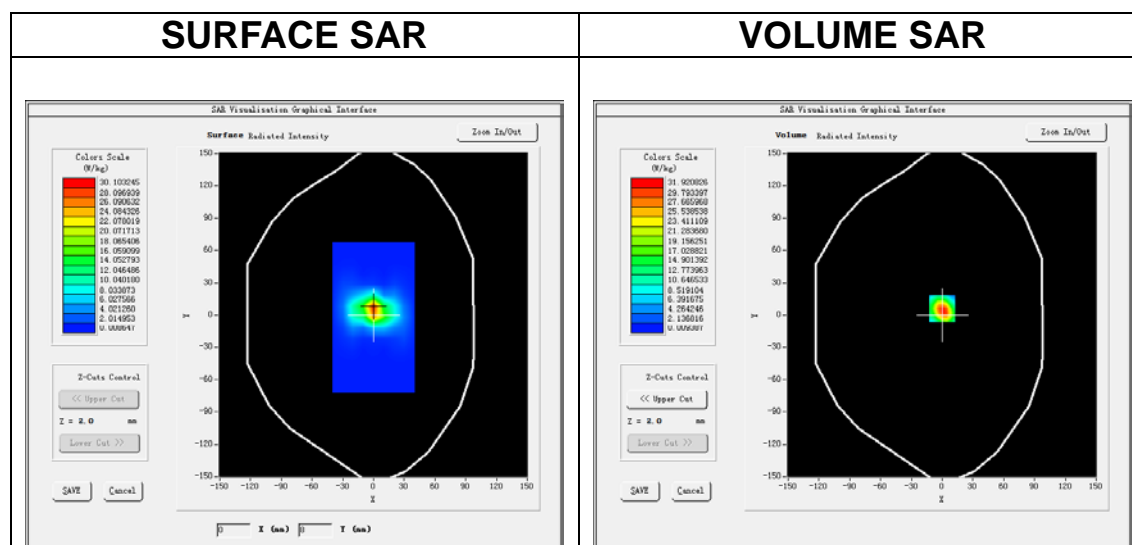 SURFACE SAR
VOLUME SAR
SAR Visualisation Graphical Interface
Surface Radiated Intensity
Zoom In/Out
Colors Scale
(W/kg)
30.103245
28.096939
26.090632
24.084326
22.078019
20.071713
18.065406
16.059099
14.052793
12.046486
10.040180
8.033873
6.027566
4.021260
2.014953
0.008647
Z-Cuts Control
<< Upper Cut
Z = 2.0 mm
Lower Cut >>
SAVE
Cancel
150
120
90
60
30
0
-30
-60
-90
-120
-150
Y
-150 -120 -90 -60 -30 0 30 60 90 120 150
X
X (mm) Y (mm)
SAR Visualisation Graphical Interface
Volume Radiated Intensity
Zoom In/Out
Colors Scale
(W/kg)
31.920826
29.793397
27.665968
25.538538
23.411109
21.283680
19.156251
17.028821
14.901392
12.773963
10.646533
8.519104
6.391675
4.264246
2.136816
0.009387
Z-Cuts Control
<< Upper Cut
Z = 2.0 mm
Lower Cut >>
SAVE
Cancel
150
120
90
60
30
0
-30
-60
-90
-120
-150
Y
-150 -120 -90 -60 -30 0 30 60 90 120 150
X